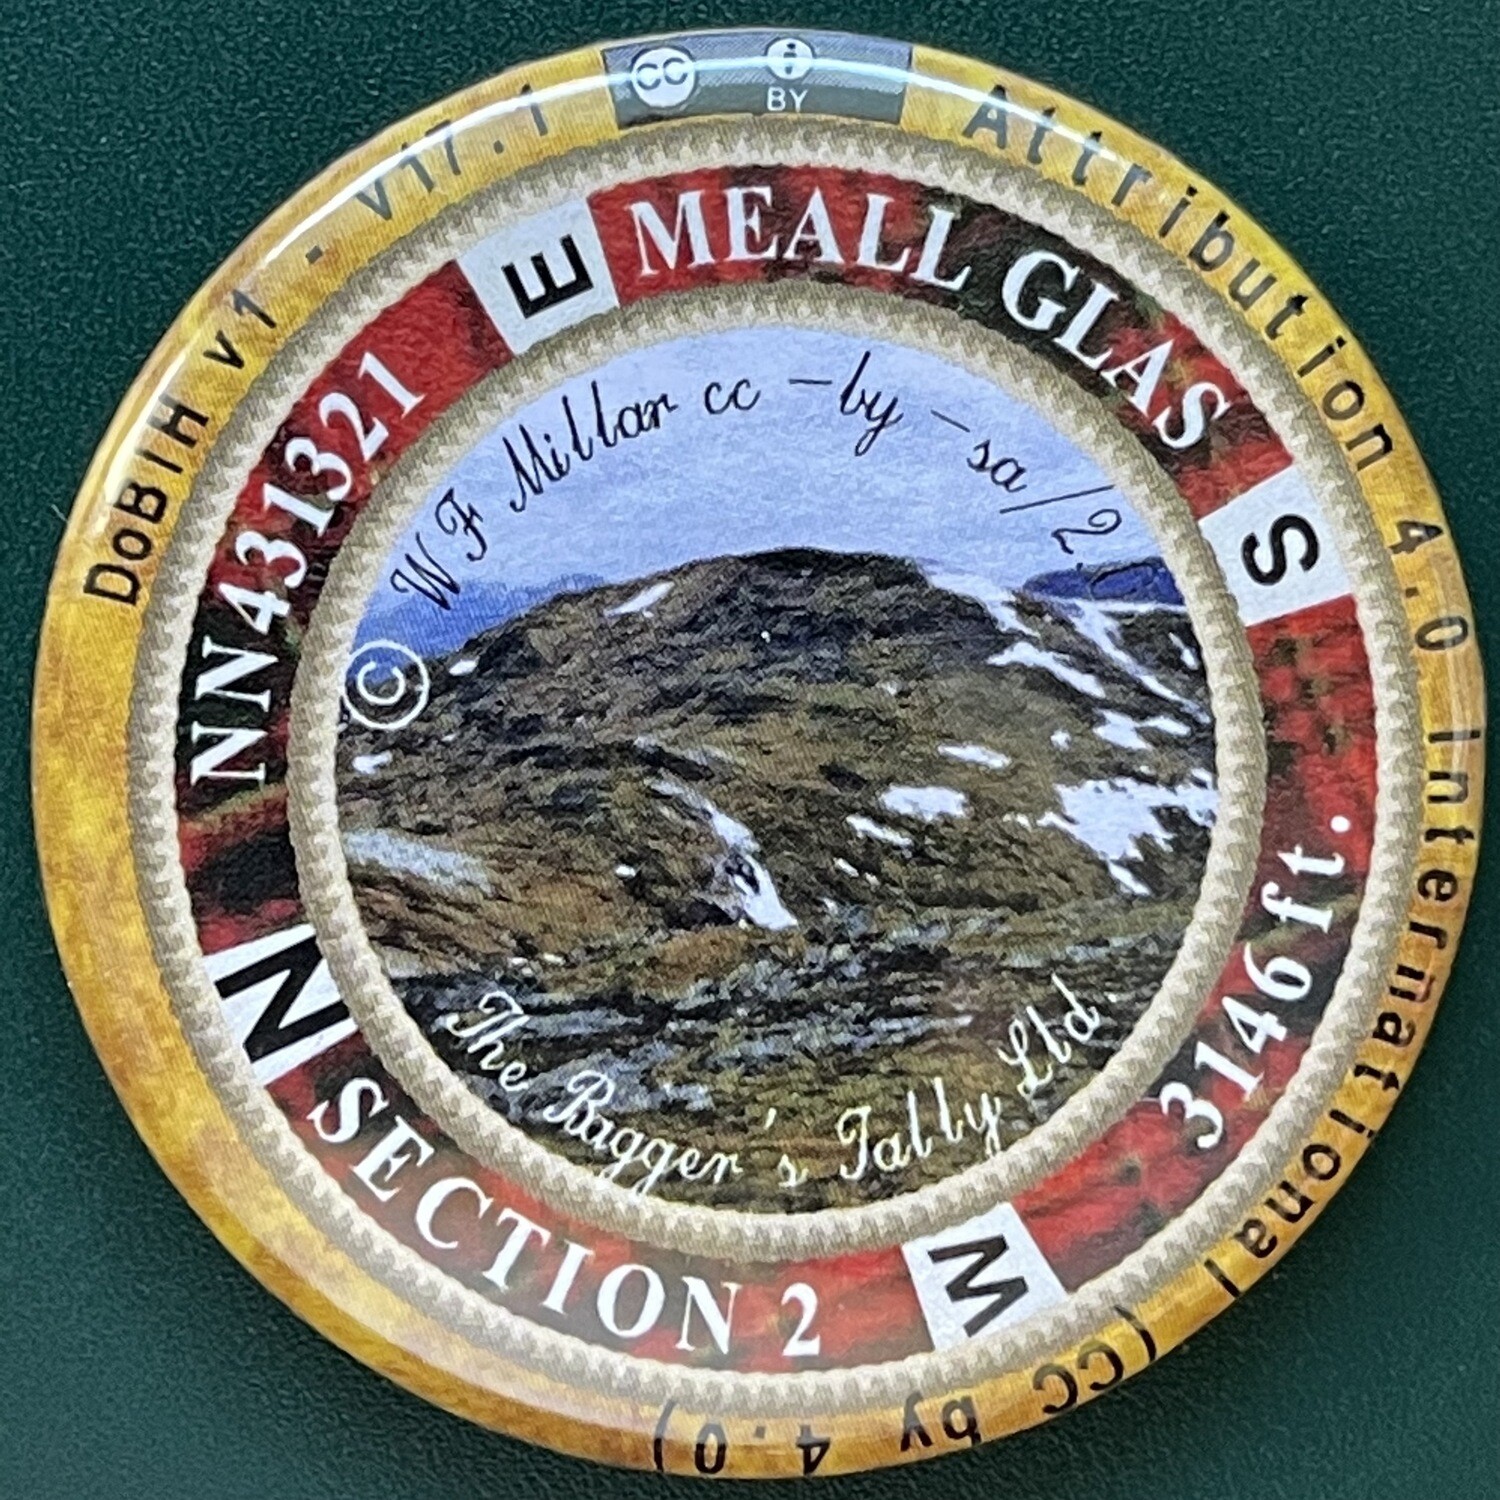 DoBIH v1 - v17.1
cc
BY
Attribution 4.0 International (CC by 4.0)
NN431321
E
MEALL GLAS
S
3146ft.
W
SECTION 2
N
© W F Millar cc -by -sa/2.0
The Bagger's Tally Ltd.